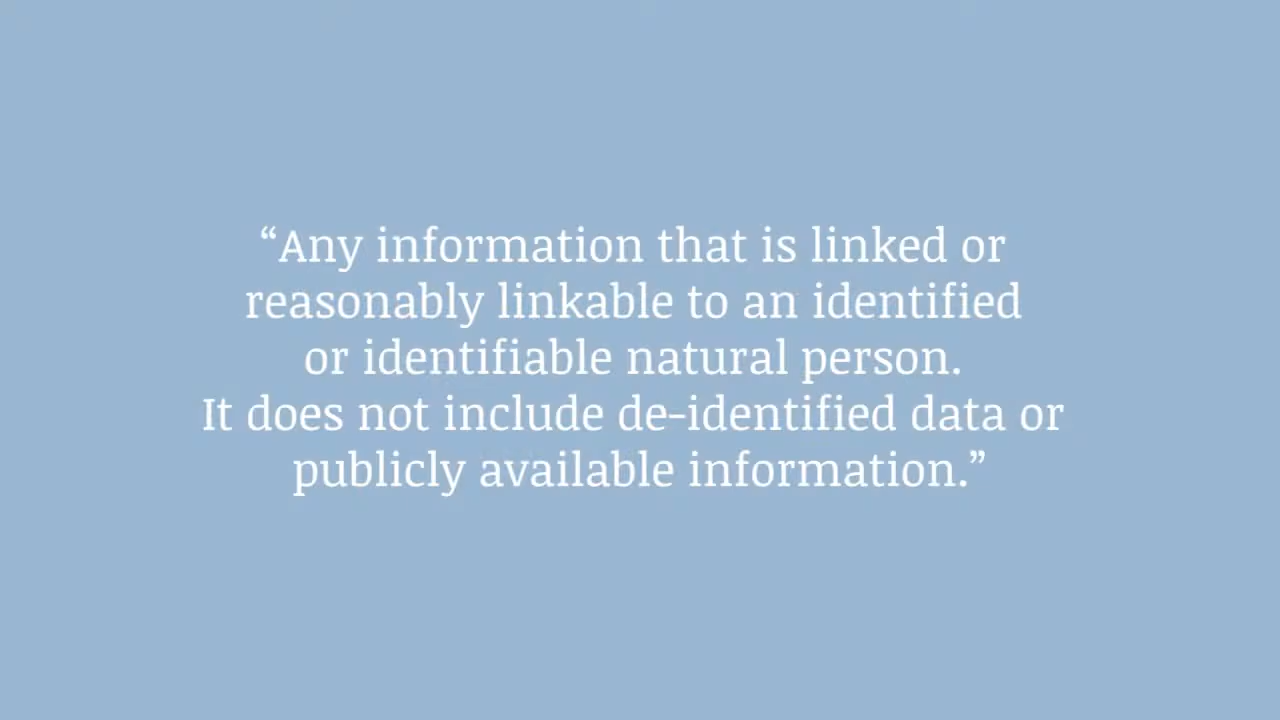 “Any information that is linked or
reasonably linkable to an identified
or identifiable natural person.
It does not include de-identified data or
publicly available information.”